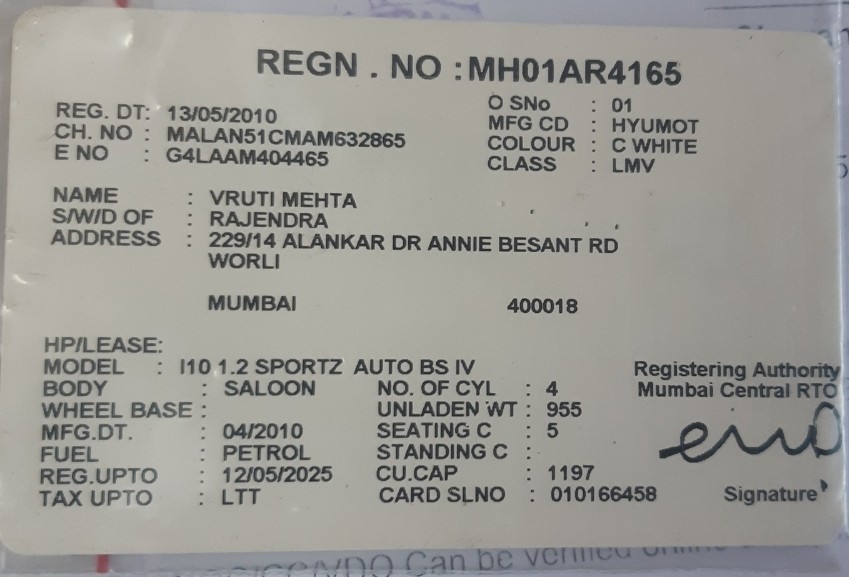 REGN . NO : MH01AR4165
REG. DT: 13/05/2010 O SNo : 01
CH. NO : MALAN51CMAM632865 MFG CD : HYUMOT
E NO : G4LAAM404465 COLOUR : C WHITE
CLASS : LMV
NAME : VRUTI MEHTA
S/W/D OF : RAJENDRA
ADDRESS : 229/14 ALANKAR DR ANNIE BESANT RD
WORLI
MUMBAI 400018
HP/LEASE:
MODEL : I10 1.2 SPORTZ AUTO BS IV Registering Authority
BODY : SALOON NO. OF CYL : 4 Mumbai Central RTO
WHEEL BASE : UNLADEN WT : 955
MFG.DT. : 04/2010 SEATING C : 5
FUEL : PETROL STANDING C :
REG.UPTO : 12/05/2025 CU.CAP : 1197
TAX UPTO : LTT CARD SLNO : 010166458 Signature
Can be verified online